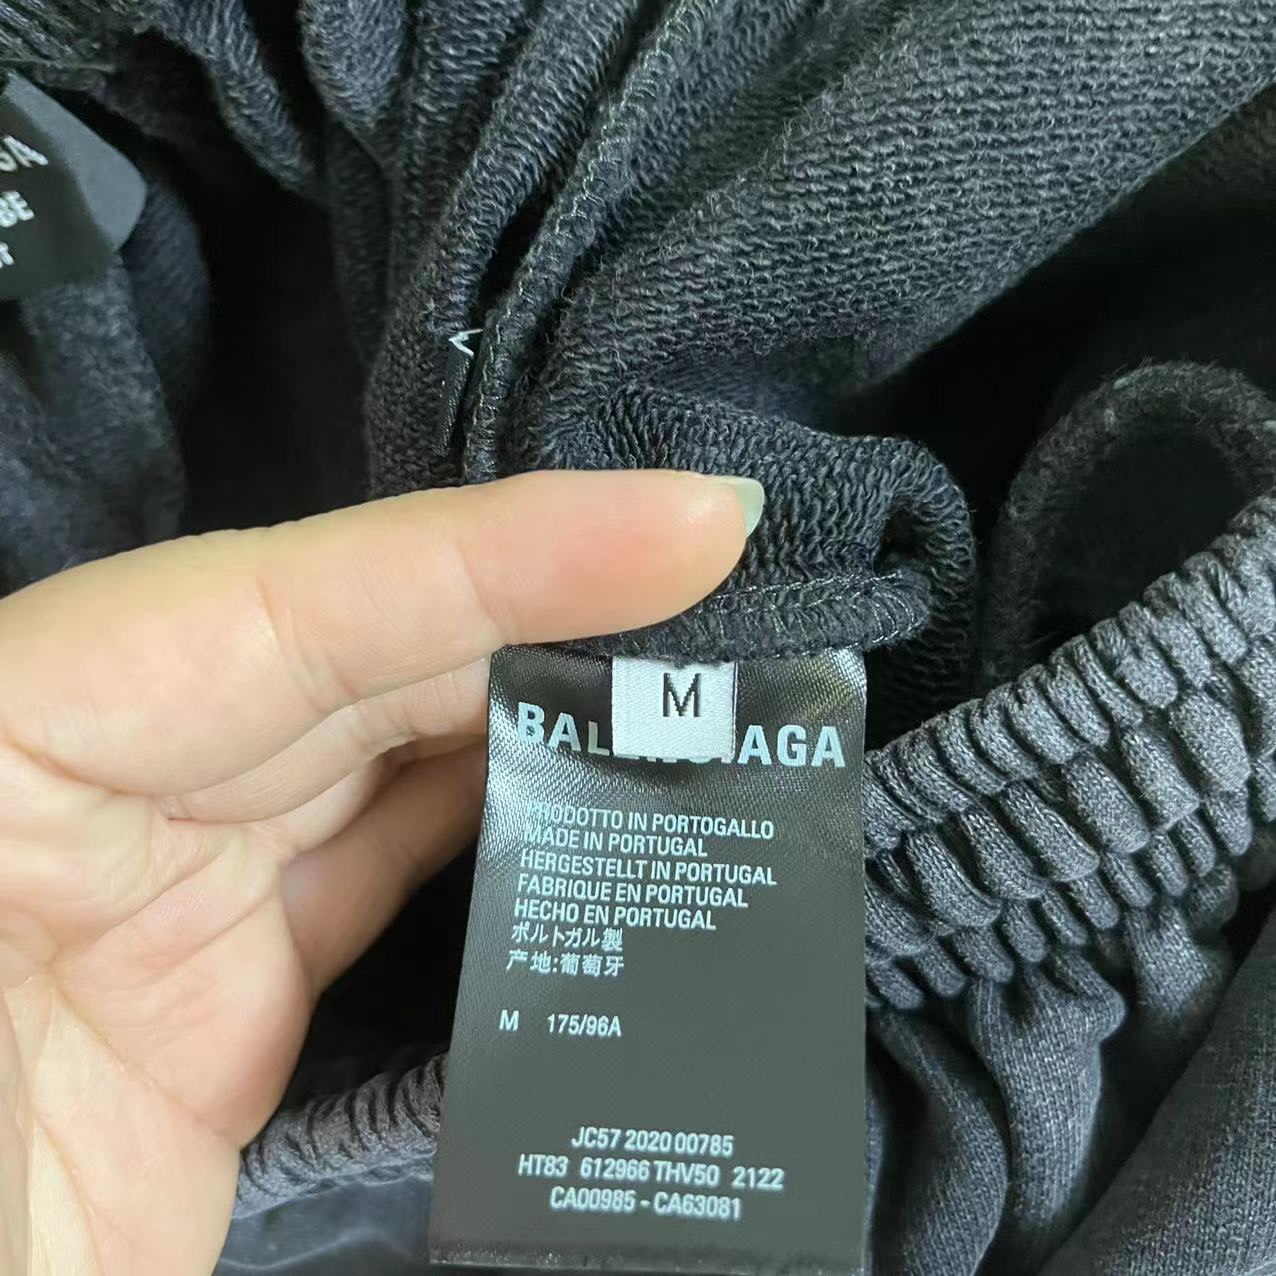 GA
BE
M
BALENCIAGA
PRODOTTO IN PORTOGALLO
MADE IN PORTUGAL
HERGESTELLT IN PORTUGAL
FABRIQUE EN PORTUGAL
HECHO EN PORTUGAL
ポルトガル製
产地:葡萄牙
M 175/96A
JC57 2020 00785
HT83 612966 THV50 2122
CA00985 - CA63081